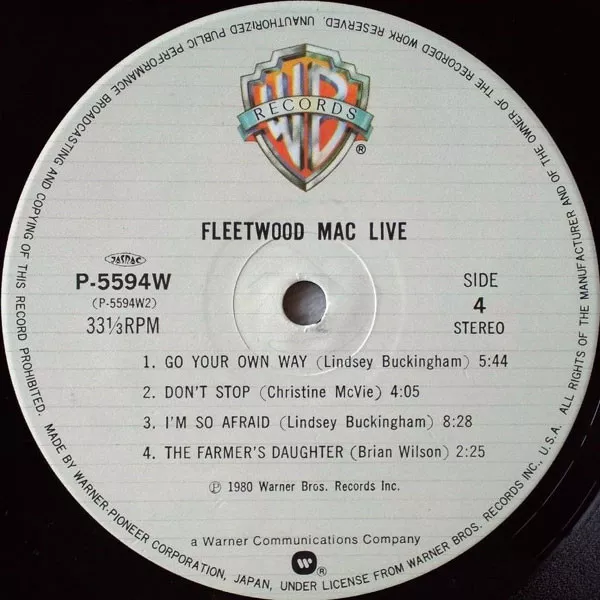 WB
RECORDS
®
FLEETWOOD MAC LIVE
JASRAC
P-5594W
(P-5594W2)
33⅓RPM
SIDE
4
STEREO
1. GO YOUR OWN WAY (Lindsey Buckingham) 5:44
2. DON'T STOP (Christine McVie) 4:05
3. I'M SO AFRAID (Lindsey Buckingham) 8:28
4. THE FARMER'S DAUGHTER (Brian Wilson) 2:25
℗ 1980 Warner Bros. Records Inc.
a Warner Communications Company
®
MADE BY WARNER-PIONEER CORPORATION, JAPAN, UNDER LICENSE FROM WARNER BROS. RECORDS INC., U.S.A. ALL RIGHTS OF THE MANUFACTURER AND OF THE OWNER OF THE RECORDED WORK RESERVED. UNAUTHORIZED PUBLIC PERFORMANCE BROADCASTING AND COPYING OF THIS RECORD PROHIBITED.